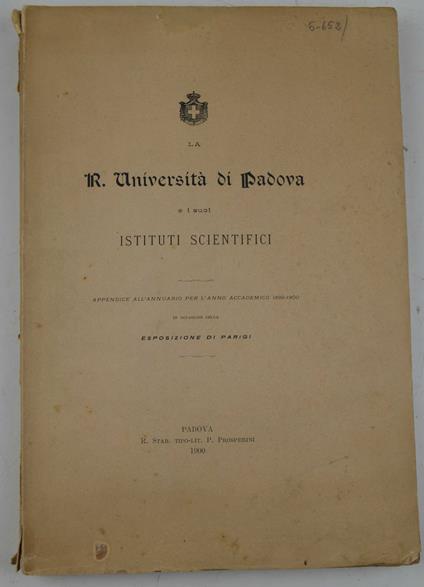 5-652/
LA
R. Università di Padova
e i suoi
ISTITUTI SCIENTIFICI
APPENDICE ALL'ANNUARIO PER L'ANNO ACCADEMICO 1899-1900
IN OCCASIONE DELLA
ESPOSIZIONE DI PARIGI
PADOVA
R. STAB. TIPO-LIT. P. PROSPERINI
1900